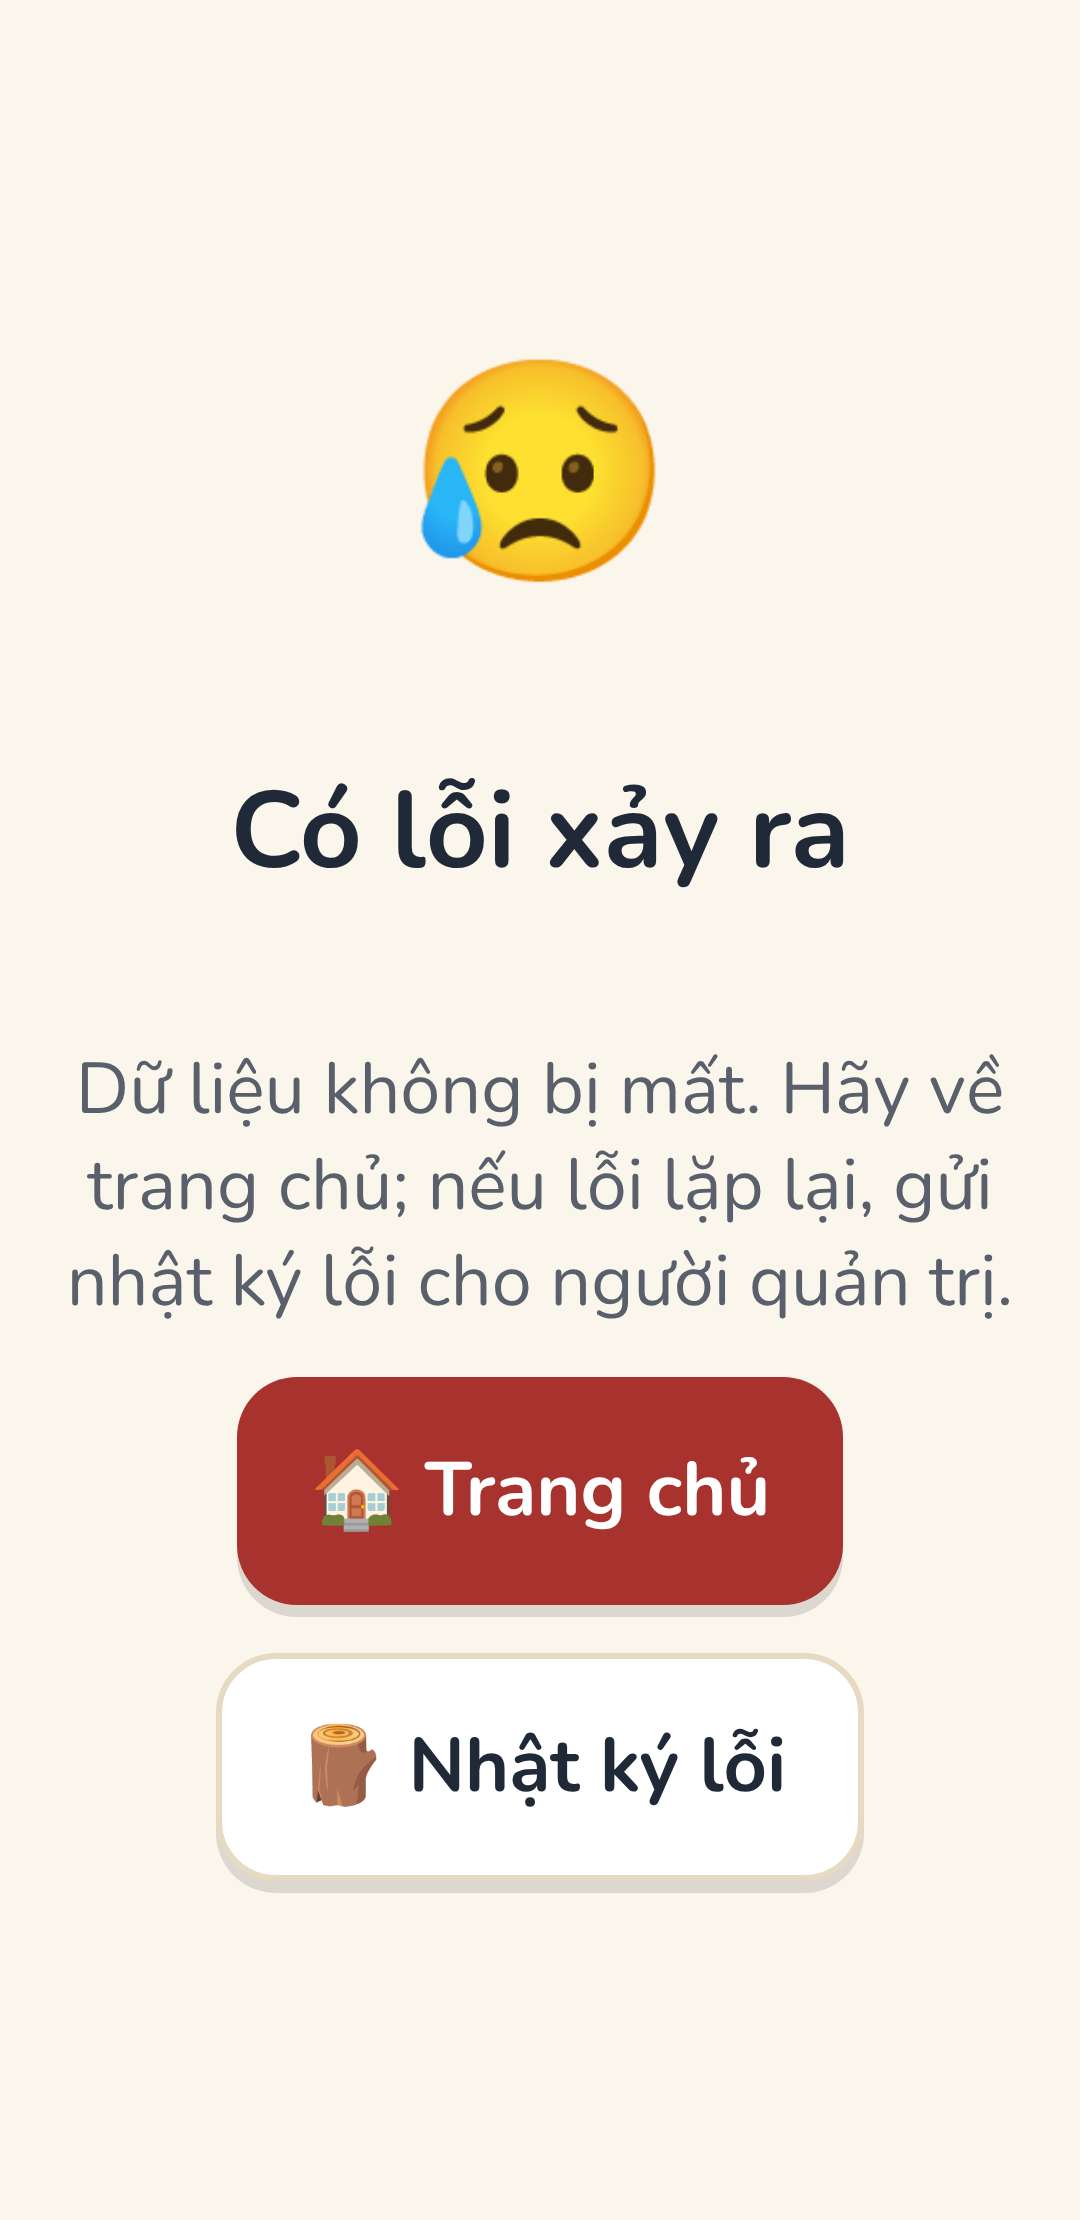 Có lỗi xảy ra
Dữ liệu không bị mất. Hãy về
trang chủ; nếu lỗi lặp lại, gửi
nhật ký lỗi cho người quản trị.
🏠 Trang chủ
🪵 Nhật ký lỗi